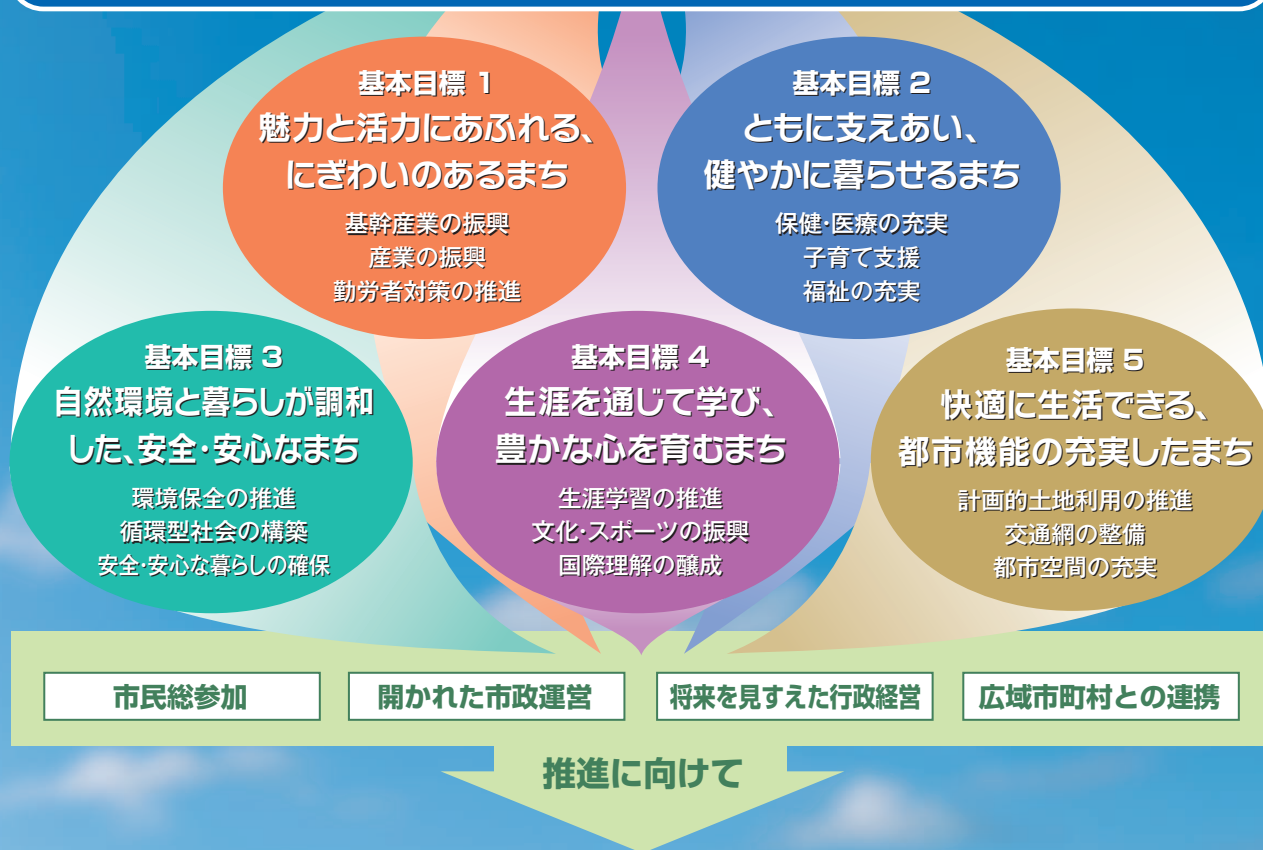 基本目標 1
魅力と活力にあふれる、
にぎわいのあるまち
基幹産業の振興
産業の振興
勤労者対策の推進
基本目標 2
ともに支えあい、
健やかに暮らせるまち
保健・医療の充実
子育て支援
福祉の充実
基本目標 3
自然環境と暮らしが調和
した、安全・安心なまち
環境保全の推進
循環型社会の構築
安全・安心な暮らしの確保
基本目標 4
生涯を通じて学び、
豊かな心を育むまち
生涯学習の推進
文化・スポーツの振興
国際理解の醸成
基本目標 5
快適に生活できる、
都市機能の充実したまち
計画的土地利用の推進
交通網の整備
都市空間の充実
市民総参加
開かれた市政運営
将来を見すえた行政経営
広域市町村との連携
推進に向けて